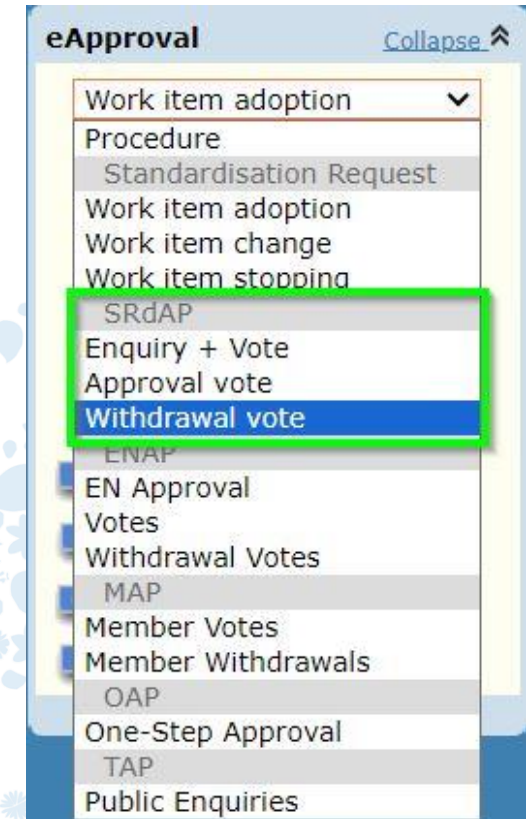 eApproval Collapse
Work item adoption
Procedure
Standardisation Request
Work item adoption
Work item change
Work item stopping
SRdAP
Enquiry + Vote
Approval vote
Withdrawal vote
ENAP
EN Approval
Votes
Withdrawal Votes
MAP
Member Votes
Member Withdrawals
OAP
One-Step Approval
TAP
Public Enquiries